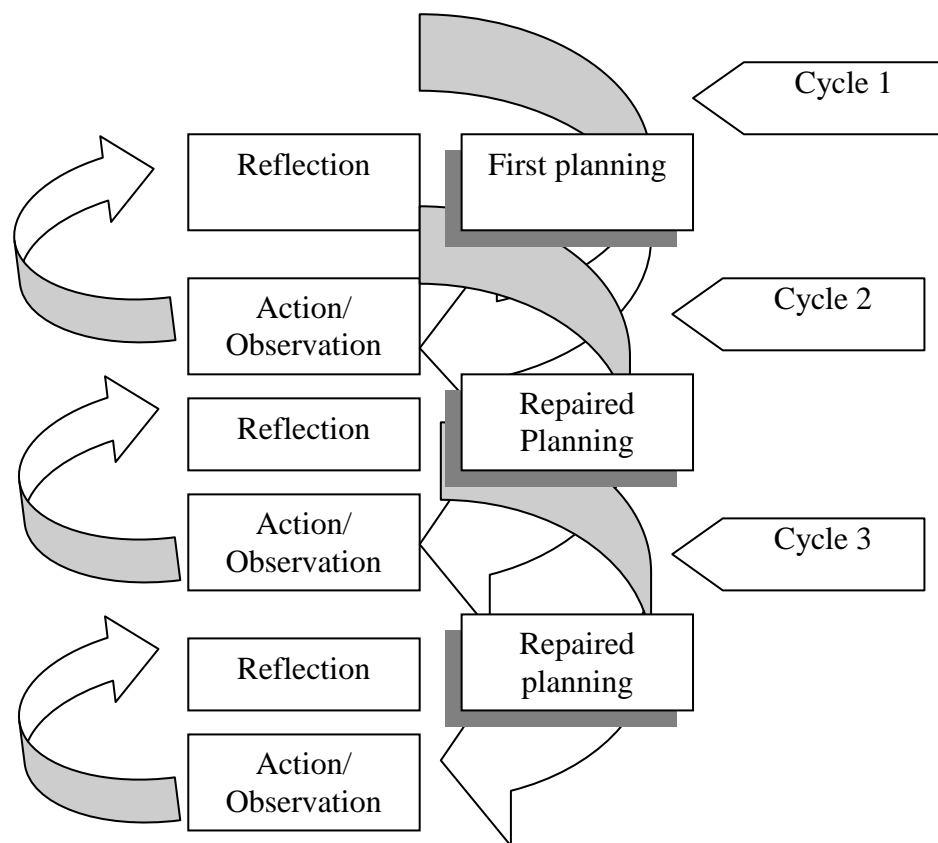 Cycle 1
Reflection
First planning
Action/
Observation
Cycle 2
Reflection
Repaired
Planning
Action/
Observation
Cycle 3
Reflection
Repaired
planning
Action/
Observation